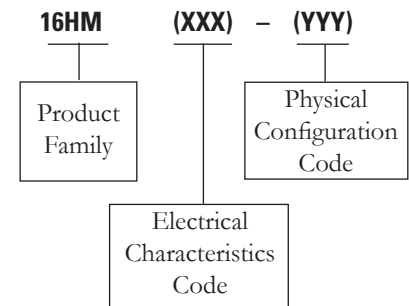 16HM (XXX) – (YYY)
Product
Family
Physical
Configuration
Code
Electrical
Characteristics
Code